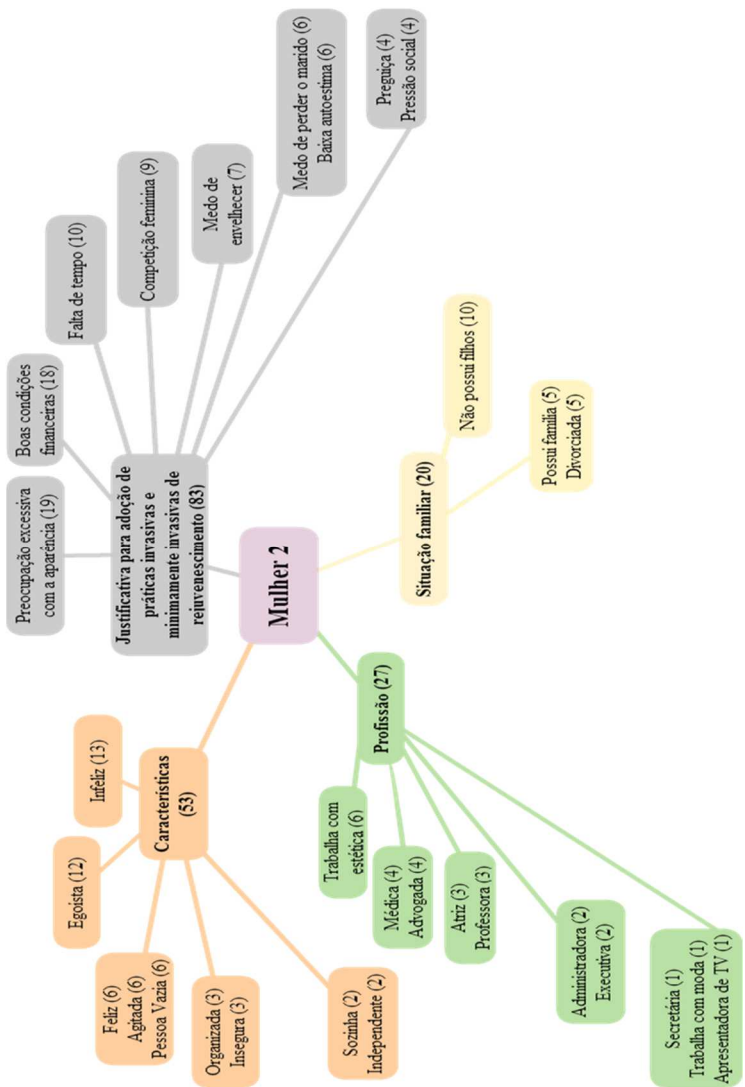 Mulher 2
Justificativa para adoção de
práticas invasivas e
minimamente invasivas de
rejuvenescimento (83)
Preocupação excessiva
com a aparência (19)
Boas condições
financeiras (18)
Falta de tempo (10)
Competição feminina (9)
Medo de
envelhecer (7)
Medo de perder o marido (6)
Baixa autoestima (6)
Preguiça (4)
Pressão social (4)
Situação familiar (20)
Não possui filhos (10)
Possui família (5)
Divorciada (5)
Profissão (27)
Trabalha com
estética (6)
Médica (4)
Advogada (4)
Atriz (3)
Professora (3)
Administradora (2)
Executiva (2)
Secretária (1)
Trabalha com moda (1)
Apresentadora de TV (1)
Características
(53)
Infeliz (13)
Egoísta (12)
Feliz (6)
Agitada (6)
Pessoa Vazia (6)
Organizada (3)
Insegura (3)
Sozinha (2)
Independente (2)